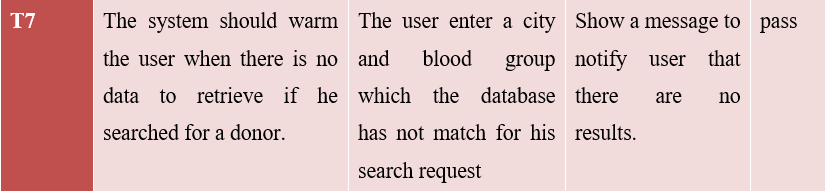 T7
The system should warm
the user when there is no
data to retrieve if he
searched for a donor.
The user enter a city
and blood group
which the database
has not match for his
search request
Show a message to
notify user that
there are no
results.
pass